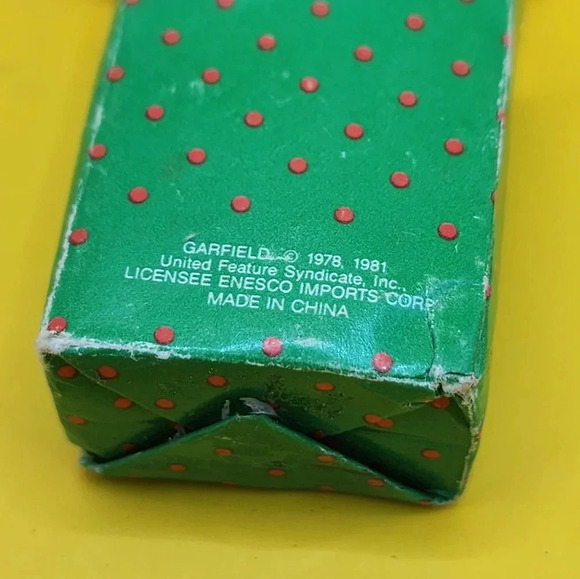 GARFIELD © 1978, 1981
United Feature Syndicate, Inc.,
LICENSEE ENESCO IMPORTS CORP
MADE IN CHINA